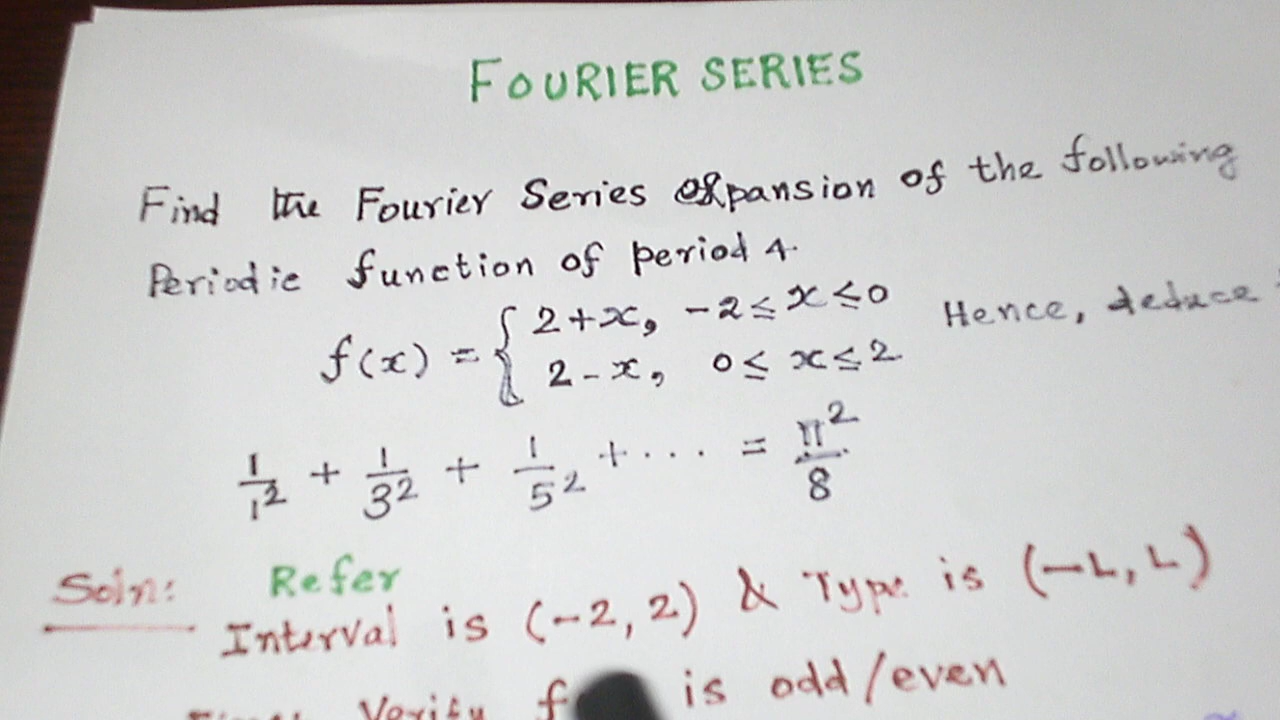 FOURIER SERIES
Find the Fourier Series expansion of the following
Periodic function of period 4.
f(x) = { 2+x, -2 ≤ x ≤ 0 Hence, deduce
2-x, 0 ≤ x ≤ 2
1/1² + 1/3² + 1/5² + .... = π²/8
Soln: Refer
Interval is (-2, 2) & Type is (-L, L)
Verify f is odd/even